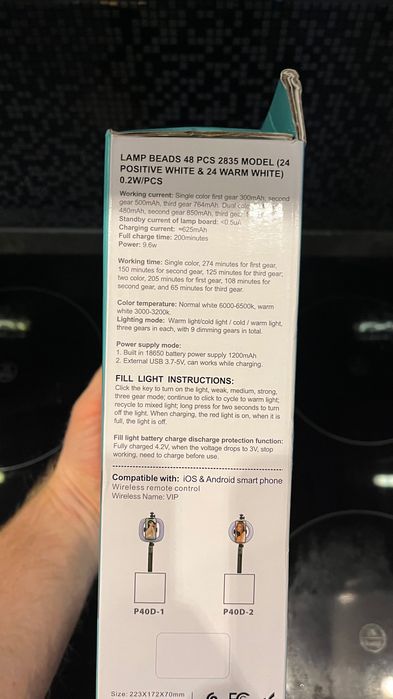 LAMP BEADS 48 PCS 2835 MODEL (24
POSITIVE WHITE & 24 WARM WHITE)
0.2W/PCS
Working current: Single color first gear 300mAh, second
gear 500mAh, third gear 764mAh. Dual
480mAh, second gear 850mAh, third
Standby current of lamp board: <0.5uA
Charging current: ≈625mAh
Full charge time: 200minutes
Power: 9.6w
Working time: Single color, 274 minutes for first gear,
150 minutes for second gear, 125 minutes for third gear;
two color, 205 minutes for first gear, 108 minutes for
second gear, and 65 minutes for third gear.
Color temperature: Normal white 6000-6500k, warm
white 3000-3200k.
Lighting mode: Warm light/cold light / cold / warm light,
three gears in each, with 9 dimming gears in total.
Power supply mode:
1. Built in 18650 battery power supply 1200mAh
2. External USB 3.7-5V, can works while charging.
FILL LIGHT INSTRUCTIONS:
Click the key to turn on the light, weak, medium, strong,
three gear mode; continue to click to cycle to warm light;
recycle to mixed light; long press for two seconds to turn
off the light. When charging, the red light is on, when it is
full, the light is off.
Fill light battery charge discharge protection function:
Fully charged 4.2V, when the voltage drops to 3V, stop
working, need to charge before use.
Compatible with: iOS & Android smart phone
Wireless remote control
Wireless Name: VIP
P40D-1 P40D-2
Size: 223X172X70mm